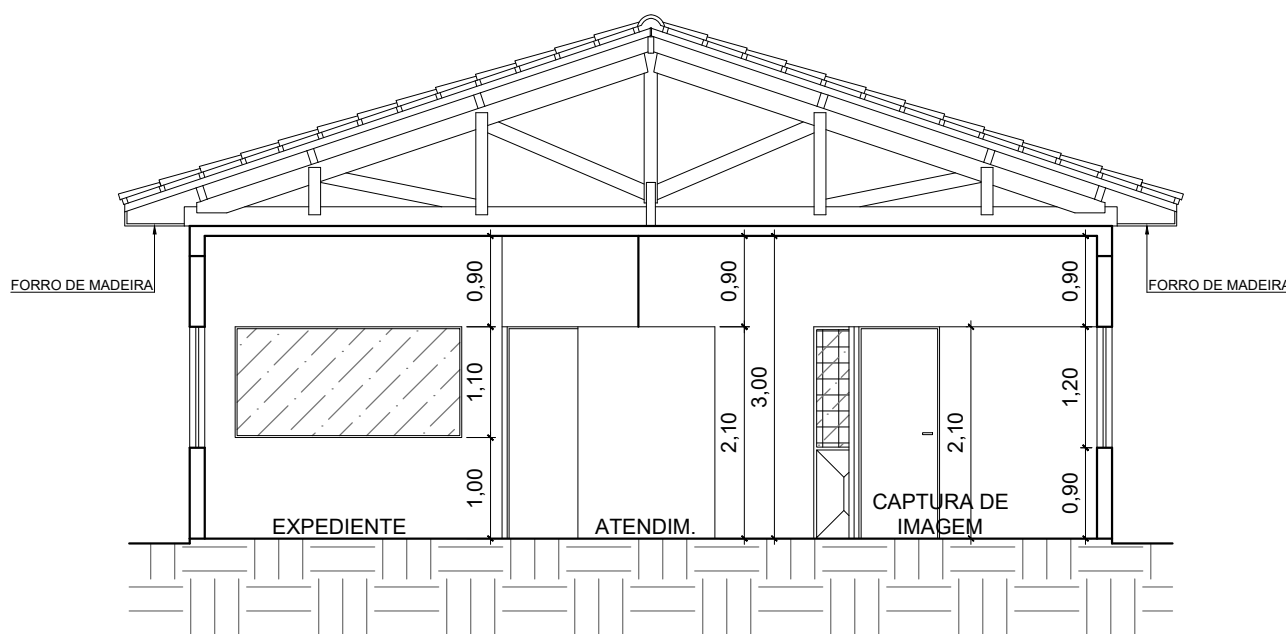 FORRO DE MADEIRA
FORRO DE MADEIRA
0,90
0,90
0,90
1,10
3,00
1,20
2,10
2,10
1,00
0,90
EXPEDIENTE
ATENDIM.
CAPTURA DE
IMAGEM